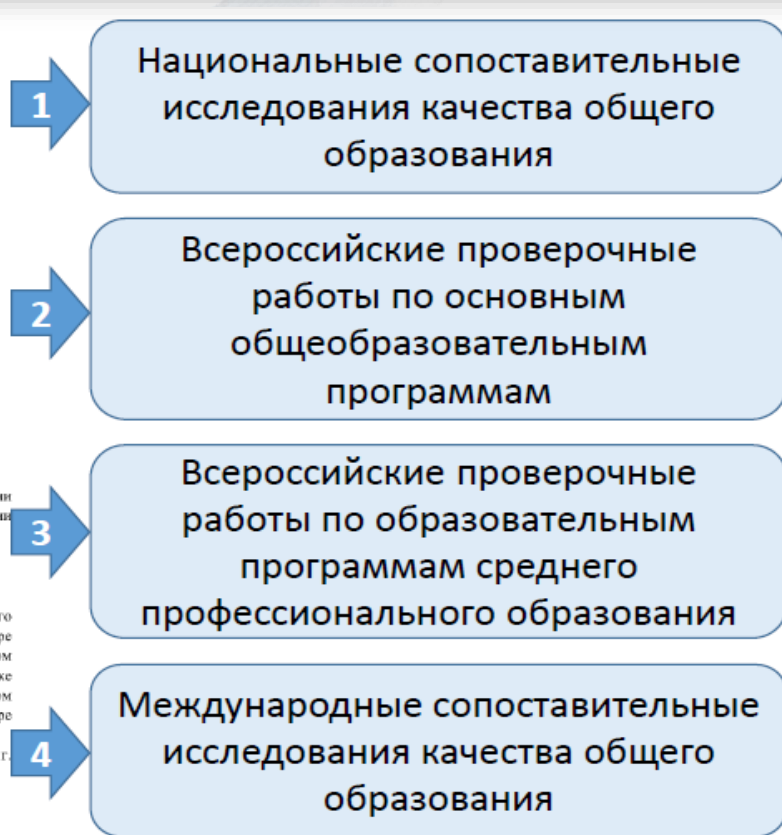 1
Национальные сопоставительные
исследования качества общего
образования
2
Всероссийские проверочные
работы по основным
общеобразовательным
программам
3
Всероссийские проверочные
работы по образовательным
программам среднего
профессионального образования
4
Международные сопоставительные
исследования качества общего
образования